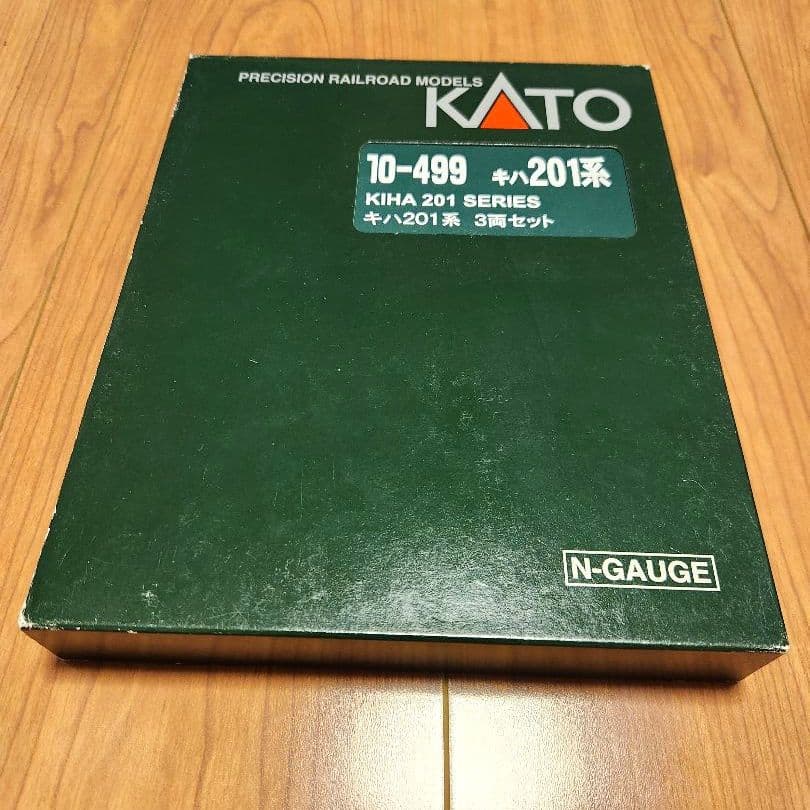 PRECISION RAILROAD MODELS
KATO
10-499 キハ201系
KIHA 201 SERIES
キハ201系 3両セット
N-GAUGE